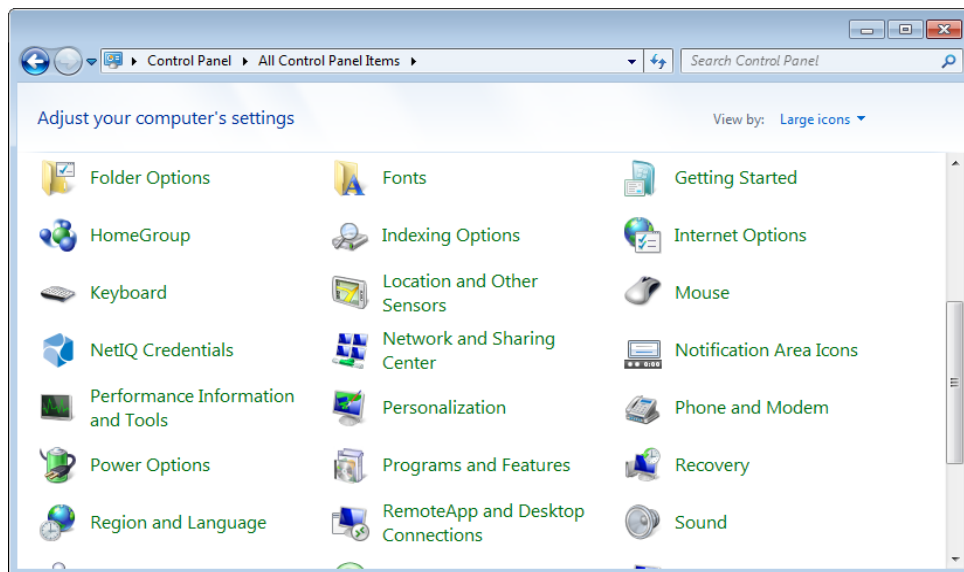 Control Panel All Control Panel Items Search Control Panel
Adjust your computer's settings View by: Large icons
Folder Options Fonts Getting Started
HomeGroup Indexing Options Internet Options
Keyboard Location and Other Sensors Mouse
NetIQ Credentials Network and Sharing Center Notification Area Icons
Performance Information and Tools Personalization Phone and Modem
Power Options Programs and Features Recovery
Region and Language RemoteApp and Desktop Connections Sound